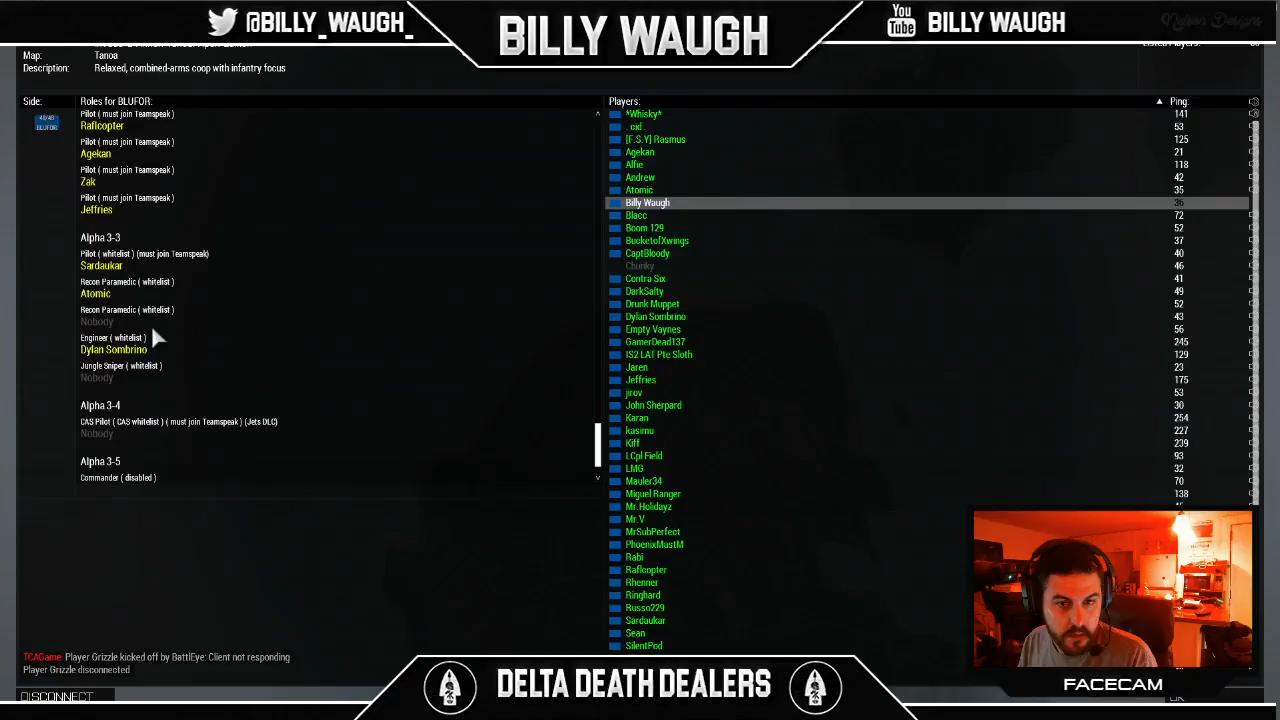 @BILLY_WAUGH_
BILLY WAUGH
You Tube BILLY WAUGH
Nelson Designs
Map: Tanoa
Description: Relaxed, combined-arms coop with infantry focus
Side: Roles for BLUFOR: Players: Ping:
BLUFOR
Pilot ( must join Teamspeak )
Raflcopter
Pilot ( must join Teamspeak )
Agekan
Pilot ( must join Teamspeak )
Zak
Pilot ( must join Teamspeak )
Jeffries
Alpha 3-3
Pilot ( whitelist ) (must join Teamspeak)
Sardaukar
Recon Paramedic ( whitelist )
Atomic
Recon Paramedic ( whitelist )
Nobody
Engineer ( whitelist )
Dylan Sombrino
Jungle Sniper ( whitelist )
Nobody
Alpha 3-4
CAS Pilot ( CAS whitelist ) ( must join Teamspeak ) (Jets DLC)
Nobody
Alpha 3-5
Commander ( disabled )
*Whisky* 141
. cid . 53
[F.S.Y] Rasmus 125
Agekan 21
Alfie 118
Andrew 42
Atomic 35
Billy Waugh 36
Blacc 72
Boom 129 52
BucketofXwings 37
CaptBloody 40
Chunky 46
Contra Six 41
DarkSalty 49
Drunk Muppet 52
Dylan Sombrino 43
Empty Vaynes 56
GamerDead137 245
IS2 LAT Pte Sloth 129
Jaren 23
Jeffries 175
jirov 53
John Sherpard 30
Karan 254
kasimu 227
Kiff 239
LCpl Field 93
LMG 32
Mauler34 70
Miguel Ranger 138
Mr.Holidayz
Mr.V
MrSubPerfect
PhoenixMastM
Rabi
Raflcopter
Rhenner
Ringhard
Russo229
Sardaukar
Sean
SilentPod
TCAGame: Player Grizzle kicked off by BattlEye: Client not responding
Player Grizzle disconnected
DISCONNECT
DELTA DEATH DEALERS
FACECAM